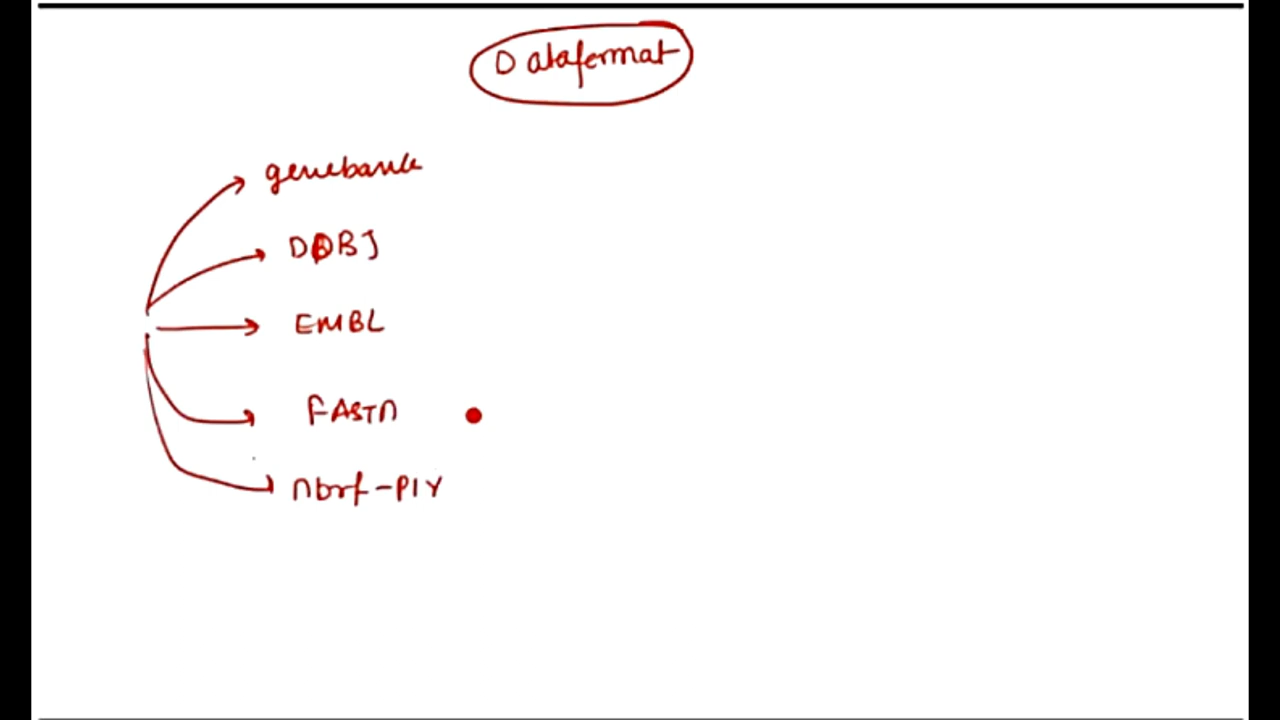 Dataformat
genebank
DDBJ
EMBL
FASTA
nbrf-PIR